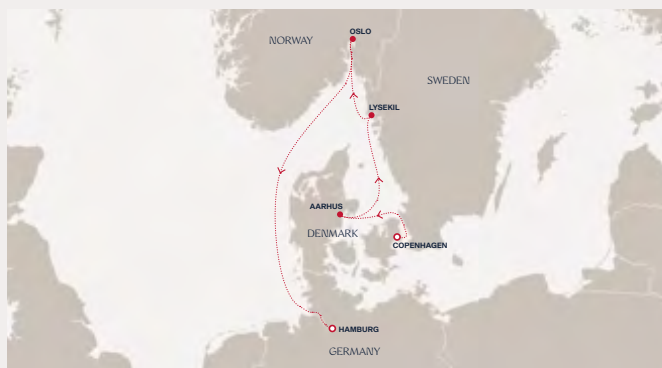 OSLO
NORWAY
SWEDEN
LYSEKIL
AARHUS
DENMARK
COPENHAGEN
HAMBURG
GERMANY